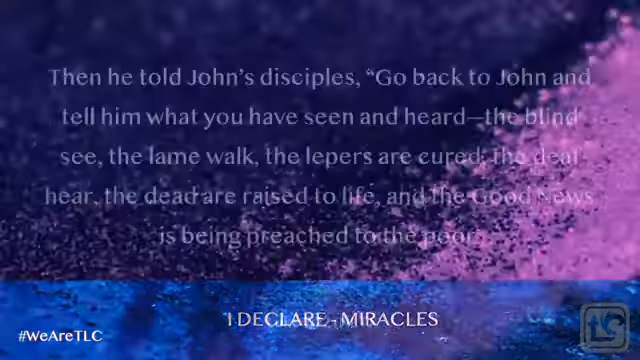 Then he told John’s disciples, “Go back to John and
tell him what you have seen and heard—the blind
see, the lame walk, the lepers are cured, the deaf
hear, the dead are raised to life, and the Good News
is being preached to the poor.
I DECLARE - MIRACLES
#WeAreTLC